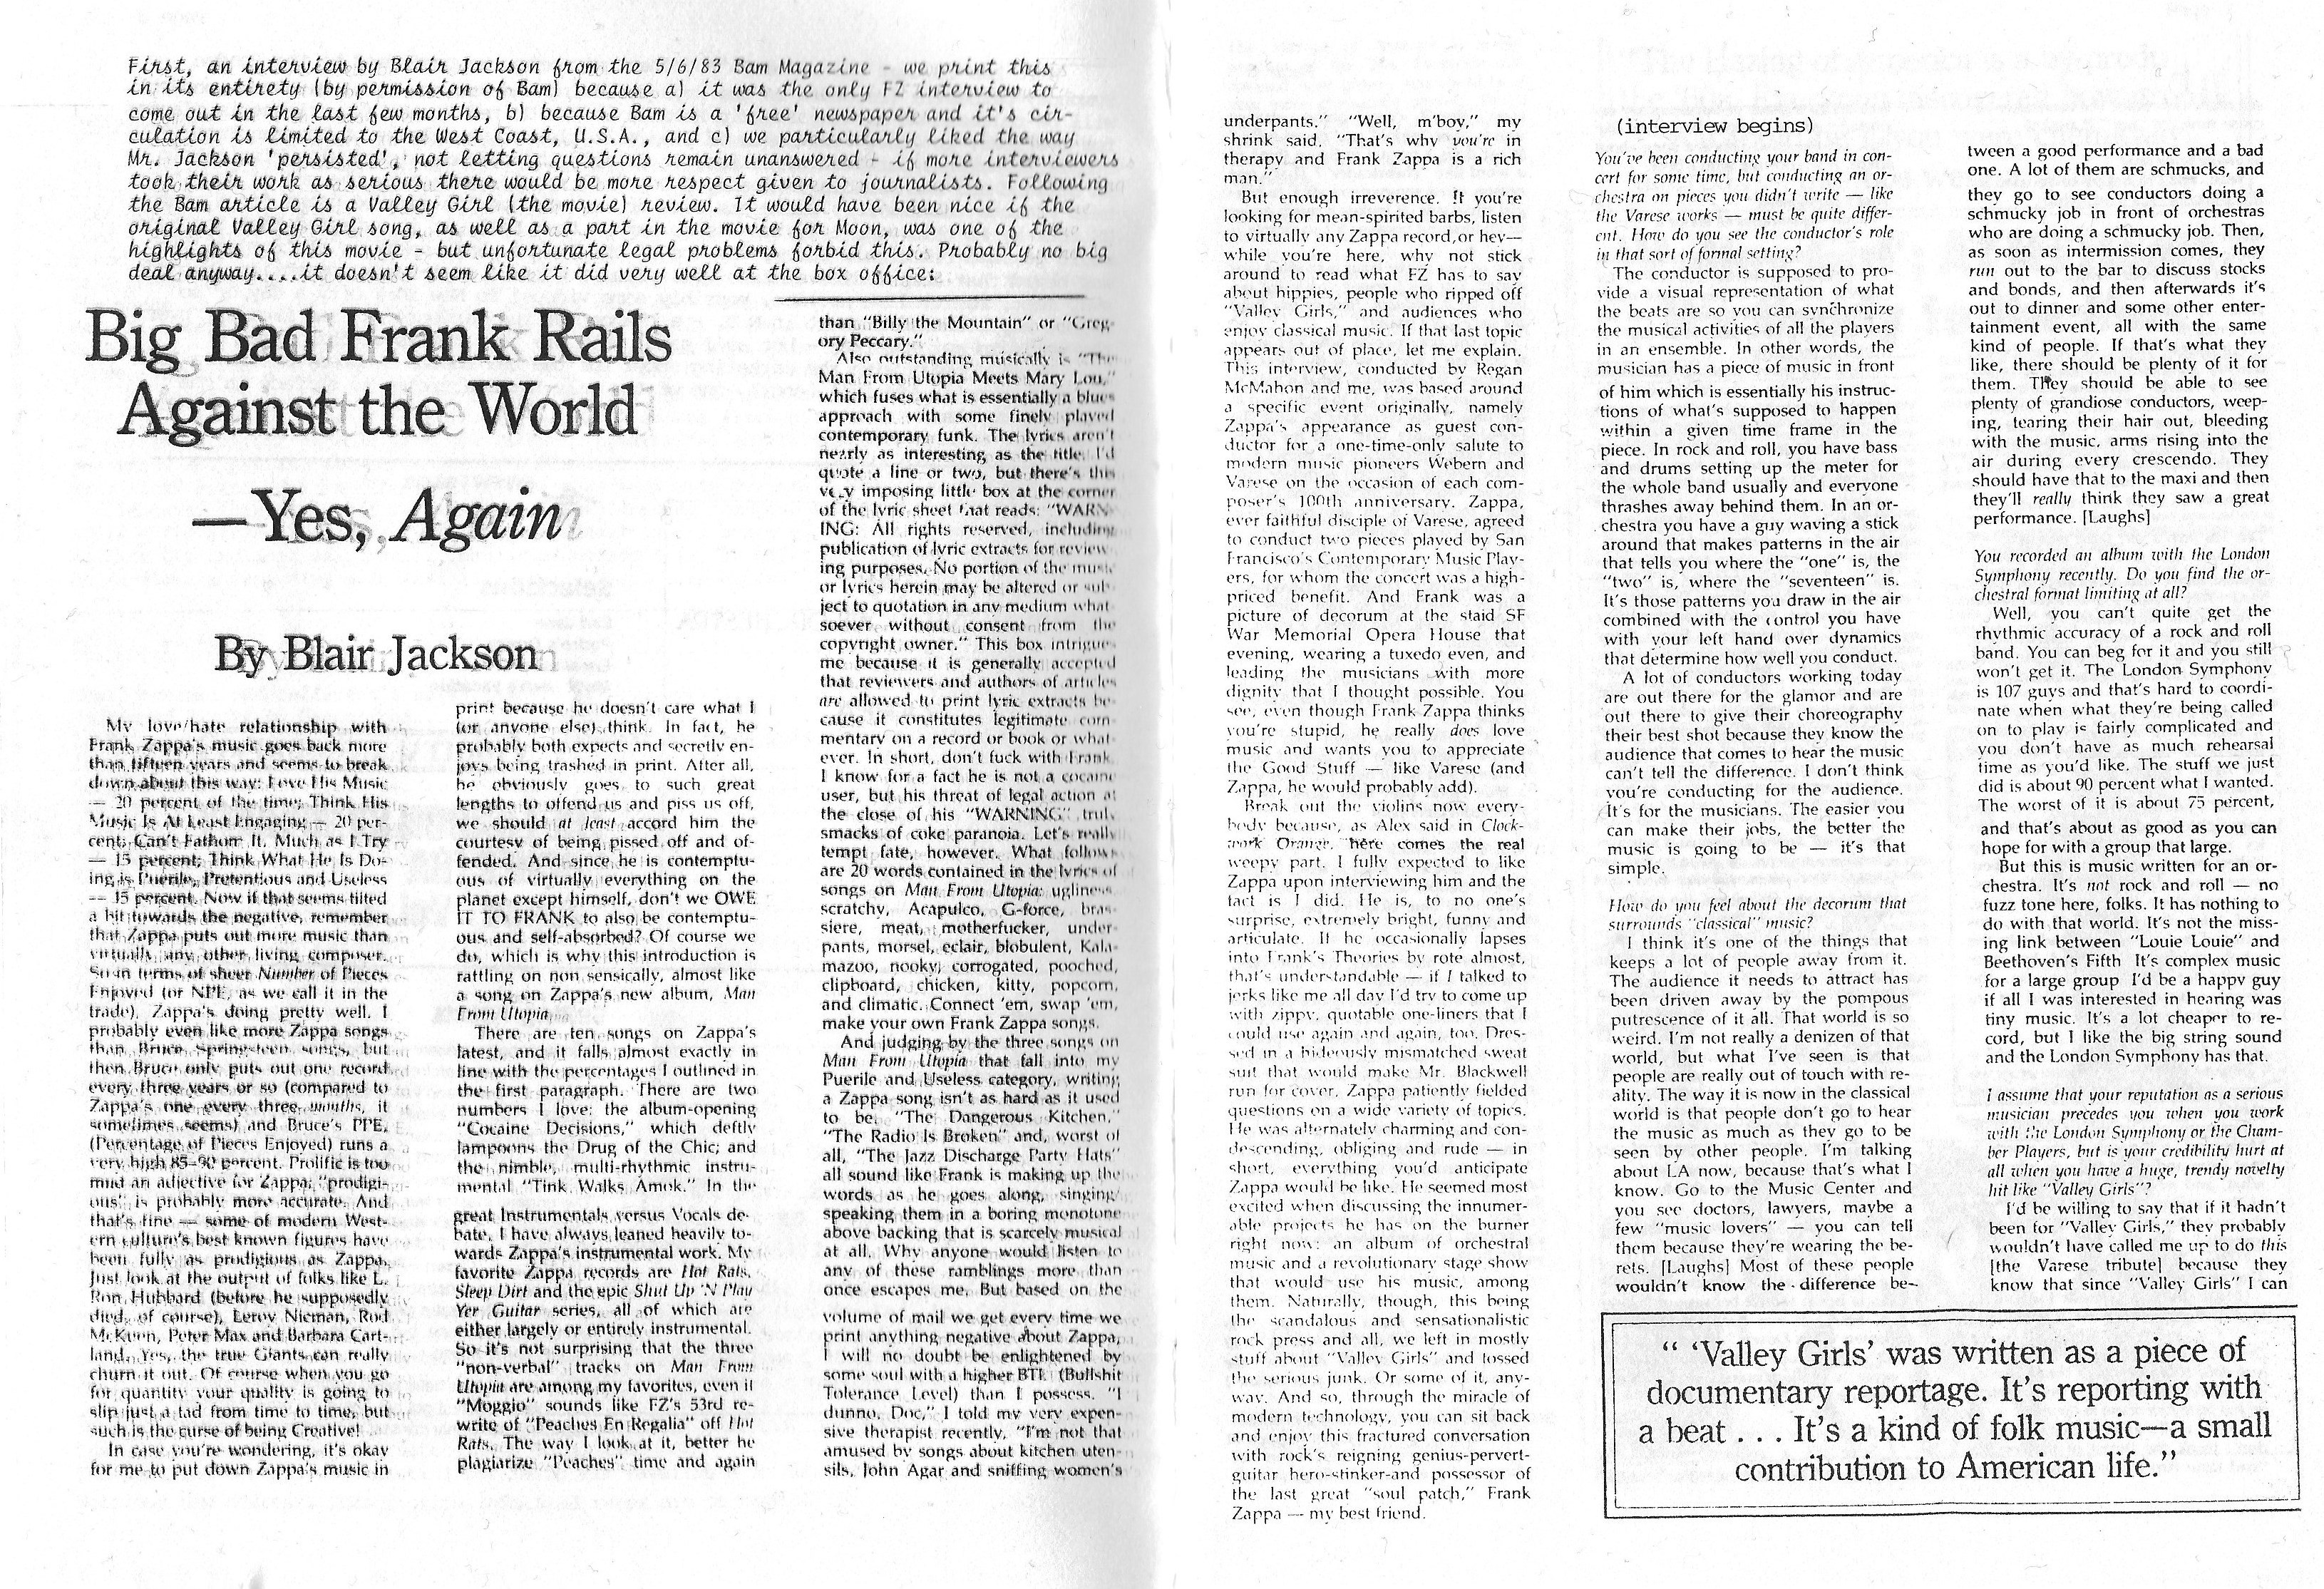 First, an interview by Blair Jackson from the 5/6/83 Bam Magazine - we print this
in its entirety (by permission of Bam) because a) it was the only FZ interview to
come out in the last few months, b) because Bam is a 'free' newspaper and it's cir-
culation is limited to the West Coast, U.S.A., and c) we particularly liked the way
Mr. Jackson 'persisted', not letting questions remain unanswered - if more interviewers
took their work as serious there would be more respect given to journalists. Following
the Bam article is a Valley Girl (the movie) review. It would have been nice if the
original Valley Girl song, as well as a part in the movie for Moon, was one of the
highlights of this movie - but unfortunate legal problems forbid this. Probably no big
deal anyway....it doesn't seem like it did very well at the box office:
Big Bad Frank Rails
Against the World
—Yes, Again
By Blair Jackson
My love/hate relationship with
Frank Zappa's music goes back more
than fifteen years and seems to break
down about this way: Love His Music
— 20 percent of the time; Think His
Music Is At Least Engaging — 20 per-
cent; Can't Fathom It, Much as I Try
— 15 percent; Think What He Is Do-
ing is Puerile, Pretentious and Useless
— 15 percent. Now if that seems tilted
a bit towards the negative, remember
that Zappa puts out more music than
virtually any other living composer.
So in terms of sheer Number of Pieces
Enjoyed (or NPE, as we call it in the
trade), Zappa's doing pretty well. I
probably even like more Zappa songs
than Bruce Springsteen songs, but
then Bruce only puts out one record
every three years or so (compared to
Zappa's one every three months, it
sometimes seems) and Bruce's PPE,
(Percentage of Pieces Enjoyed) runs a
very high 85–90 percent. Prolific is too
mild an adjective for Zappa; "prodigi-
ous" is probably more accurate. And
that's fine — some of modern West-
ern culture's best known figures have
been fully as prodigious as Zappa.
Just look at the output of folks like L.
Ron Hubbard (before he supposedly
died, of course), Leroy Nieman, Rod
McKuen, Peter Max and Barbara Cart-
land. Yes, the true Giants can really
churn it out. Of course when you go
for quantity your quality is going to
slip just a tad from time to time, but
such is the curse of being Creative!
In case you're wondering, it's okay
for me to put down Zappa's music in
print because he doesn't care what I
(or anyone else) think. In fact, he
probably both expects and secretly en-
joys being trashed in print. After all,
he obviously goes to such great
lengths to offend us and piss us off,
we should at least accord him the
courtesy of being pissed off and of-
fended. And since he is contemptu-
ous of virtually everything on the
planet except himself, don't we OWE
IT TO FRANK to also be contemptu-
ous and self-absorbed? Of course we
do, which is why this introduction is
rattling on non sensically, almost like
a song on Zappa's new album, Man
From Utopia.
There are ten songs on Zappa's
latest, and it falls almost exactly in
line with the percentages I outlined in
the first paragraph. There are two
numbers I love: the album-opening
"Cocaine Decisions," which deftly
lampoons the Drug of the Chic; and
the nimble, multi-rhythmic instru-
mental "Tink Walks Amok." In the
great Instrumentals versus Vocals de-
bate, I have always leaned heavily to-
wards Zappa's instrumental work. My
favorite Zappa records are Hot Rats,
Sleep Dirt and the epic Shut Up 'N Play
Yer Guitar series, all of which are
either largely or entirely instrumental.
So it's not surprising that the three
"non-verbal" tracks on Man From
Utopia are among my favorites, even if
"Moggio" sounds like FZ's 53rd re-
write of "Peaches En Regalia" off Hot
Rats. The way I look at it, better he
plagiarize "Peaches" time and again
than "Billy the Mountain" or "Greg-
ory Peccary."
Also outstanding musically is "The
Man From Utopia Meets Mary Lou,"
which fuses what is essentially a blues
approach with some finely played
contemporary funk. The lyrics aren't
nearly as interesting as the title. I'd
quote a line or two, but there's this
very imposing little box at the corner
of the lyric sheet that reads: "WARN-
ING: All rights reserved, including
publication of lyric extracts for review-
ing purposes. No portion of the music
or lyrics herein may be altered or sub-
ject to quotation in any medium what-
soever without consent from the
copyright owner." This box intrigues
me because it is generally accepted
that reviewers and authors of articles
are allowed to print lyric extracts be-
cause it constitutes legitimate com-
mentary on a record or book or what-
ever. In short, don't fuck with Frank.
I know for a fact he is not a cocaine
user, but his threat of legal action at
the close of his "WARNING" truly
smacks of coke paranoia. Let's really
tempt fate, however. What follows
are 20 words contained in the lyrics of
songs on Man From Utopia: ugliness,
scratchy, Acapulco, G-force, bras-
siere, meat, motherfucker, under-
pants, morsel, eclair, blobulent, Kala-
mazoo, nooky, corrogated, pooched,
clipboard, chicken, kitty, popcorn,
and climatic. Connect 'em, swap 'em,
make your own Frank Zappa songs.
And judging by the three songs on
Man From Utopia that fall into my
Puerile and Useless category, writing
a Zappa song isn't as hard as it used
to be. "The Dangerous Kitchen,"
"The Radio Is Broken" and, worst of
all, "The Jazz Discharge Party Hats"
all sound like Frank is making up the
words as he goes along, singing/
speaking them in a boring monotone
above backing that is scarcely musical
at all. Why anyone would listen to
any of these ramblings more than
once escapes me. But based on the
volume of mail we get every time we
print anything negative about Zappa,
I will no doubt be enlightened by
some soul with a higher BTL (Bullshit
Tolerance Level) than I possess. "I
dunno, Doc," I told my very expen-
sive therapist recently, "I'm not that
amused by songs about kitchen uten-
sils, John Agar and sniffing women's
underpants." "Well, m'boy," my
shrink said. "That's why you're in
therapy and Frank Zappa is a rich
man."
But enough irreverence. If you're
looking for mean-spirited barbs, listen
to virtually any Zappa record, or hey—
while you're here, why not stick
around to read what FZ has to say
about hippies, people who ripped off
"Valley Girls," and audiences who
enjoy classical music. If that last topic
appears out of place, let me explain.
This interview, conducted by Regan
McMahon and me, was based around
a specific event originally, namely
Zappa's appearance as guest con-
ductor for a one-time-only salute to
modern music pioneers Webern and
Varese on the occasion of each com-
poser's 100th anniversary. Zappa,
ever faithful disciple of Varese, agreed
to conduct two pieces played by San
Francisco's Contemporary Music Play-
ers, for whom the concert was a high-
priced benefit. And Frank was a
picture of decorum at the staid SF
War Memorial Opera House that
evening, wearing a tuxedo even, and
leading the musicians with more
dignity that I thought possible. You
see, even though Frank Zappa thinks
you're stupid, he really does love
music and wants you to appreciate
the Good Stuff — like Varese (and
Zappa, he would probably add).
Break out the violins now every-
body because, as Alex said in Clock-
work Orange, here comes the real
weepy part. I fully expected to like
Zappa upon interviewing him and the
fact is I did. He is, to no one's
surprise, extremely bright, funny and
articulate. If he occasionally lapses
into Frank's Theories by rote almost,
that's understandable — if I talked to
jerks like me all day I'd try to come up
with zippy, quotable one-liners that I
could use again and again, too. Dres-
sed in a hideously mismatched sweat
suit that would make Mr. Blackwell
run for cover, Zappa patiently fielded
questions on a wide variety of topics.
He was alternately charming and con-
descending, obliging and rude — in
short, everything you'd anticipate
Zappa would be like. He seemed most
excited when discussing the innumer-
able projects he has on the burner
right now: an album of orchestral
music and a revolutionary stage show
that would use his music, among
them. Naturally, though, this being
the scandalous and sensationalistic
rock press and all, we left in mostly
stuff about "Valley Girls" and tossed
the serious junk. Or some of it, any-
way. And so, through the miracle of
modern technology, you can sit back
and enjoy this fractured conversation
with rock's reigning genius-pervert-
guitar hero-stinker-and possessor of
the last great "soul patch," Frank
Zappa — my best friend.
(interview begins)
You've been conducting your band in con-
cert for some time, but conducting an or-
chestra on pieces you didn't write — like
the Varese works — must be quite differ-
ent. How do you see the conductor's role
in that sort of formal setting?
The conductor is supposed to pro-
vide a visual representation of what
the beats are so you can synchronize
the musical activities of all the players
in an ensemble. In other words, the
musician has a piece of music in front
of him which is essentially his instruc-
tions of what's supposed to happen
within a given time frame in the
piece. In rock and roll, you have bass
and drums setting up the meter for
the whole band usually and everyone
thrashes away behind them. In an or-
chestra you have a guy waving a stick
around that makes patterns in the air
that tells you where the "one" is, the
"two" is, where the "seventeen" is.
It's those patterns you draw in the air
combined with the control you have
with your left hand over dynamics
that determine how well you conduct.
A lot of conductors working today
are out there for the glamor and are
out there to give their choreography
their best shot because they know the
audience that comes to hear the music
can't tell the difference. I don't think
you're conducting for the audience.
It's for the musicians. The easier you
can make their jobs, the better the
music is going to be — it's that
simple.
How do you feel about the decorum that
surrounds "classical" music?
I think it's one of the things that
keeps a lot of people away from it.
The audience it needs to attract has
been driven away by the pompous
putrescence of it all. That world is so
weird. I'm not really a denizen of that
world, but what I've seen is that
people are really out of touch with re-
ality. The way it is now in the classical
world is that people don't go to hear
the music as much as they go to be
seen by other people. I'm talking
about LA now, because that's what I
know. Go to the Music Center and
you see doctors, lawyers, maybe a
few "music lovers" — you can tell
them because they're wearing the be-
rets. [Laughs] Most of these people
wouldn't know the difference be-
tween a good performance and a bad
one. A lot of them are schmucks, and
they go to see conductors doing a
schmucky job in front of orchestras
who are doing a schmucky job. Then,
as soon as intermission comes, they
run out to the bar to discuss stocks
and bonds, and then afterwards it's
out to dinner and some other enter-
tainment event, all with the same
kind of people. If that's what they
like, there should be plenty of it for
them. They should be able to see
plenty of grandiose conductors, weep-
ing, tearing their hair out, bleeding
with the music, arms rising into the
air during every crescendo. They
should have that to the maxi and then
they'll really think they saw a great
performance. [Laughs]
You recorded an album with the London
Symphony recently. Do you find the or-
chestral format limiting at all?
Well, you can't quite get the
rhythmic accuracy of a rock and roll
band. You can beg for it and you still
won't get it. The London Symphony
is 107 guys and that's hard to coordi-
nate when what they're being called
on to play is fairly complicated and
you don't have as much rehearsal
time as you'd like. The stuff we just
did is about 90 percent what I wanted.
The worst of it is about 75 percent,
and that's about as good as you can
hope for with a group that large.
But this is music written for an or-
chestra. It's not rock and roll — no
fuzz tone here, folks. It has nothing to
do with that world. It's not the miss-
ing link between "Louie Louie" and
Beethoven's Fifth It's complex music
for a large group I'd be a happy guy
if all I was interested in hearing was
tiny music. It's a lot cheaper to re-
cord, but I like the big string sound
and the London Symphony has that.
I assume that your reputation as a serious
musician precedes you when you work
with the London Symphony or the Cham-
ber Players, but is your credibility hurt at
all when you have a huge, trendy novelty
hit like "Valley Girls"?
I'd be willing to say that if it hadn't
been for "Valley Girls," they probably
wouldn't have called me up to do this
[the Varese tribute] because they
know that since "Valley Girls" I can
" 'Valley Girls' was written as a piece of
documentary reportage. It's reporting with
a beat . . . It's a kind of folk music—a small
contribution to American life."